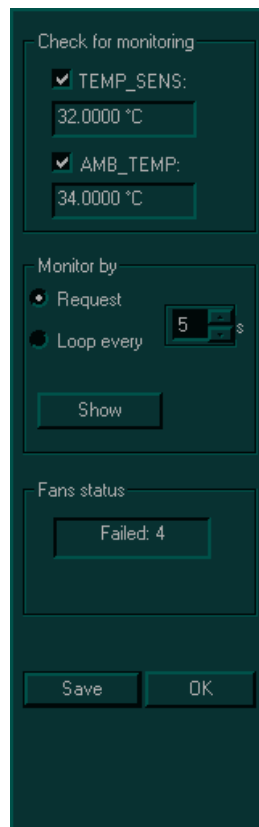 Check for monitoring
TEMP_SENS:
32.0000 °C
AMB_TEMP:
34.0000 °C
Monitor by
Request
5 s
Loop every
Show
Fans status
Failed: 4
Save OK